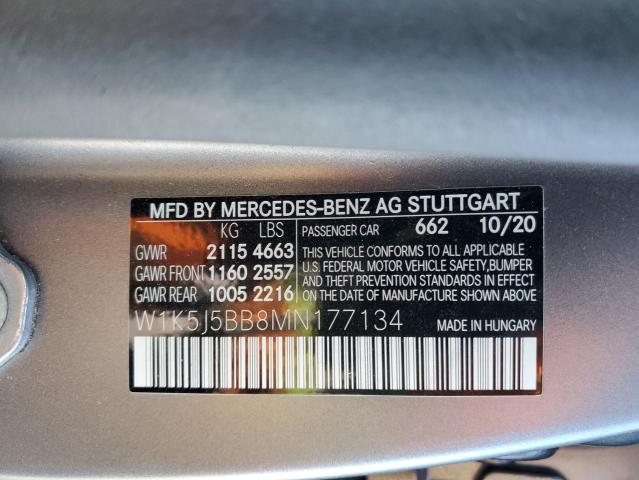 MFD BY MERCEDES-BENZ AG STUTTGART
KG LBS PASSENGER CAR 662 10/20
GVWR 2115 4663 THIS VEHICLE CONFORMS TO ALL APPLICABLE
GAWR FRONT 1160 2557 U.S. FEDERAL MOTOR VEHICLE SAFETY, BUMPER
GAWR REAR 1005 2216 AND THEFT PREVENTION STANDARDS IN EFFECT
ON THE DATE OF MANUFACTURE SHOWN ABOVE.
W1K5J5BB8MN177134 MADE IN HUNGARY